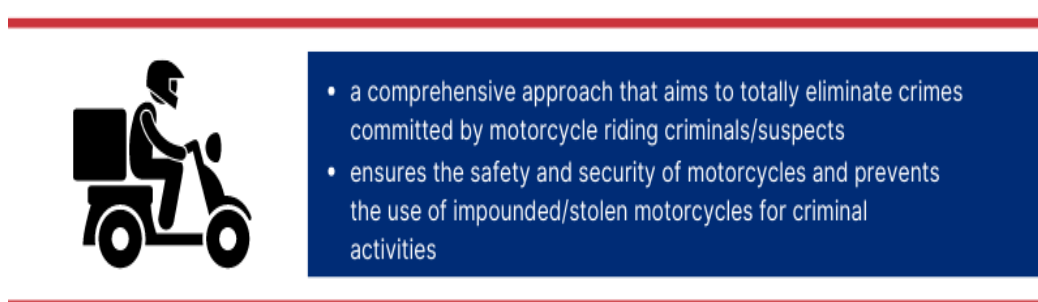 • a comprehensive approach that aims to totally eliminate crimes
committed by motorcycle riding criminals/suspects
• ensures the safety and security of motorcycles and prevents
the use of impounded/stolen motorcycles for criminal
activities